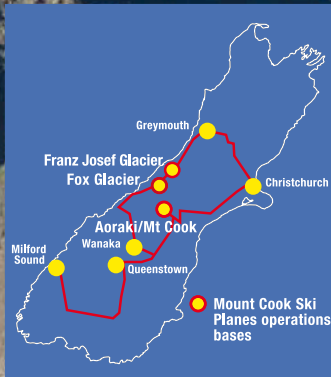 Greymouth
Franz Josef Glacier
Fox Glacier
Christchurch
Aoraki/Mt Cook
Wanaka
Milford
Sound
Queenstown
Mount Cook Ski
Planes operations
bases